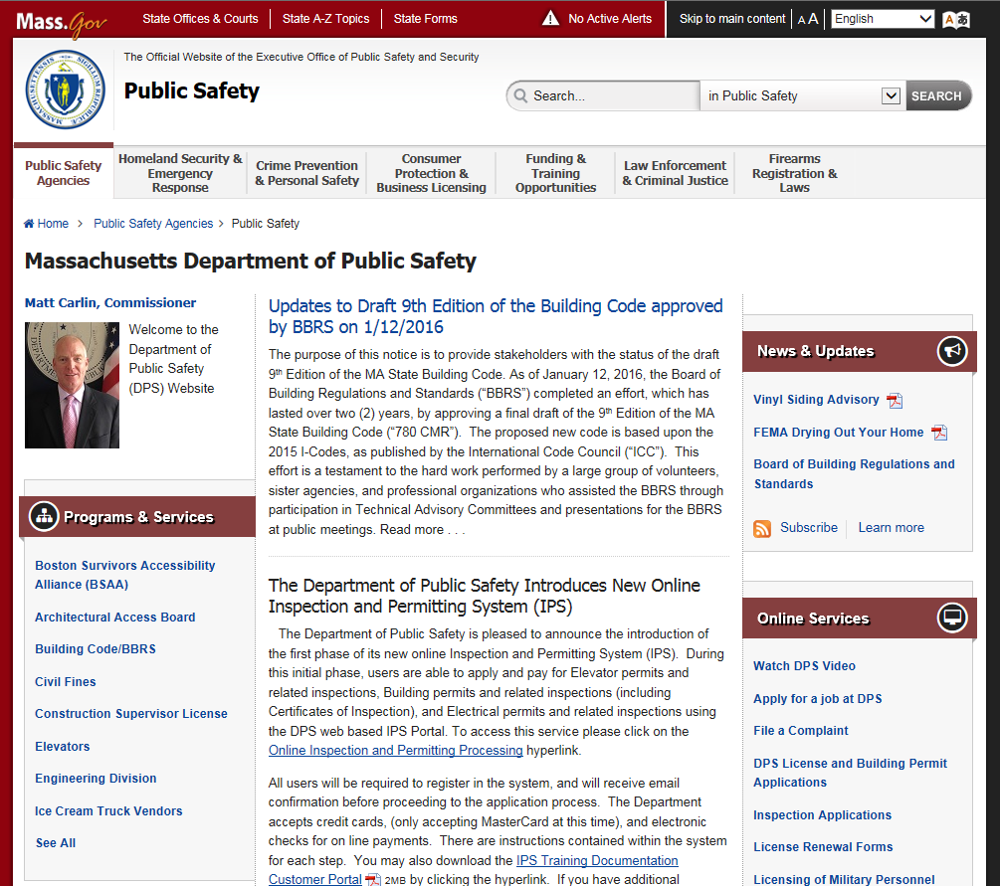 Mass.Gov
State Offices & Courts
State A-Z Topics
State Forms
No Active Alerts
Skip to main content
A A
English
The Official Website of the Executive Office of Public Safety and Security
Public Safety
Search...
in Public Safety
SEARCH
Public Safety
Agencies
Homeland Security &
Emergency
Response
Crime Prevention
& Personal Safety
Consumer
Protection &
Business Licensing
Funding &
Training
Opportunities
Law Enforcement
& Criminal Justice
Firearms
Registration &
Laws
Home > Public Safety Agencies > Public Safety
Massachusetts Department of Public Safety
Matt Carlin, Commissioner
Welcome to the
Department of
Public Safety
(DPS) Website
Programs & Services
Boston Survivors Accessibility
Alliance (BSAA)
Architectural Access Board
Building Code/BBRS
Civil Fines
Construction Supervisor License
Elevators
Engineering Division
Ice Cream Truck Vendors
See All
Updates to Draft 9th Edition of the Building Code approved
by BBRS on 1/12/2016
The purpose of this notice is to provide stakeholders with the status of the draft
9th Edition of the MA State Building Code. As of January 12, 2016, the Board of
Building Regulations and Standards (“BBRS”) completed an effort, which has
lasted over two (2) years, by approving a final draft of the 9th Edition of the MA
State Building Code (“780 CMR”). The proposed new code is based upon the
2015 I-Codes, as published by the International Code Council (“ICC”). This
effort is a testament to the hard work performed by a large group of volunteers,
sister agencies, and professional organizations who assisted the BBRS through
participation in Technical Advisory Committees and presentations for the BBRS
at public meetings. Read more . . .
The Department of Public Safety Introduces New Online
Inspection and Permitting System (IPS)
The Department of Public Safety is pleased to announce the introduction of
the first phase of its new online Inspection and Permitting System (IPS). During
this initial phase, users are able to apply and pay for Elevator permits and
related inspections, Building permits and related inspections (including
Certificates of Inspection), and Electrical permits and related inspections using
the DPS web based IPS Portal. To access this service please click on the
Online Inspection and Permitting Processing hyperlink.
All users will be required to register in the system, and will receive email
confirmation before proceeding to the application process. The Department
accepts credit cards, (only accepting MasterCard at this time), and electronic
checks for on line payments. There are instructions contained within the system
for each step. You may also download the IPS Training Documentation
Customer Portal 2MB by clicking the hyperlink. If you have additional
News & Updates
Vinyl Siding Advisory
FEMA Drying Out Your Home
Board of Building Regulations and
Standards
Subscribe
Learn more
Online Services
Watch DPS Video
Apply for a job at DPS
File a Complaint
DPS License and Building Permit
Applications
Inspection Applications
License Renewal Forms
Licensing of Military Personnel